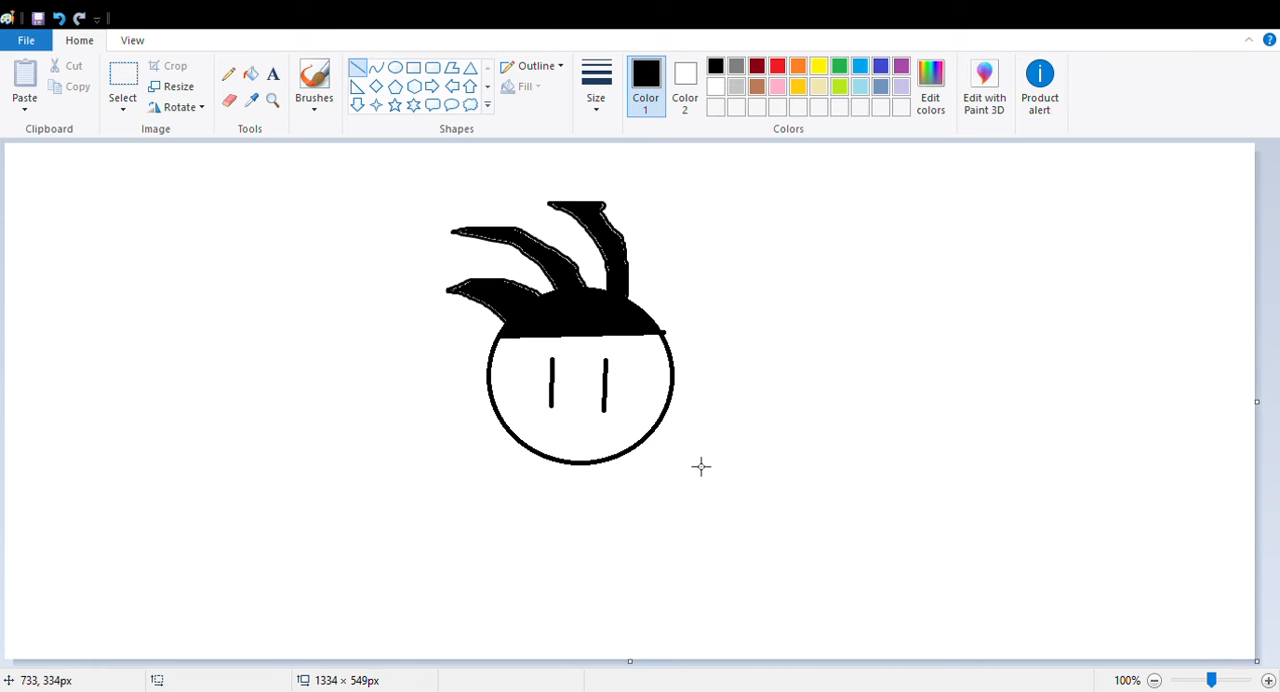 File Home View
Paste
Cut
Copy
Clipboard
Select
Crop
Resize
Rotate
Image
A
Tools
Brushes
Outline
Fill
Shapes
Size
Color 1
Color 2
Edit colors
Colors
Edit with Paint 3D
Product alert
733, 334px 1334 × 549px 100%